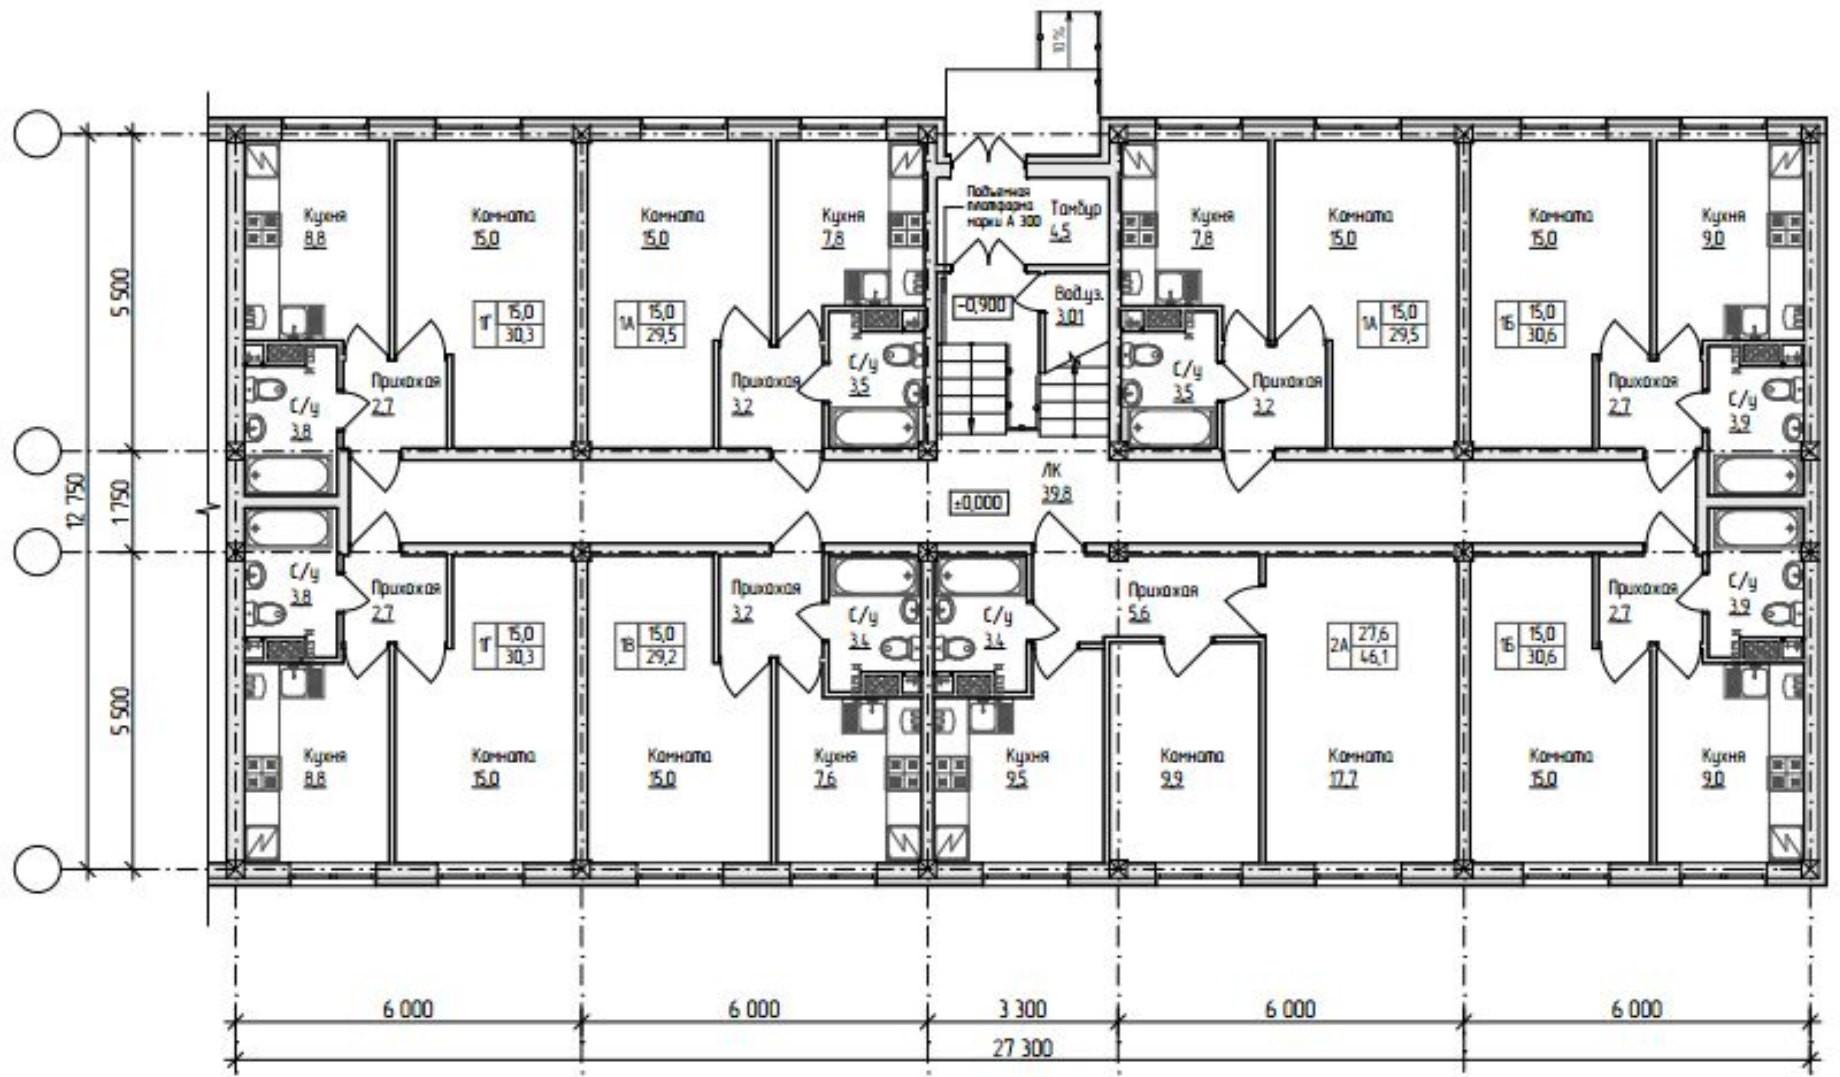 10%
Кухня
8,8
Комната
15,0
Комната
15,0
Кухня
7,8
Подъемная
платформа
марки А 300
Тамбур
4,5
Кухня
7,8
Комната
15,0
Комната
15,0
Кухня
9,0
1Г
15,0
30,3
1А
15,0
29,5
-0,900
Вод.уз.
3,01
1А
15,0
29,5
1Б
15,0
30,6
5 500
С/у
3,8
Прихожая
2,7
Прихожая
3,2
С/у
3,5
С/у
3,5
Прихожая
3,2
Прихожая
2,7
С/у
3,9
12 750
1 750
±0,000
ЛК
39,8
С/у
3,8
Прихожая
2,7
Прихожая
3,2
С/у
3,4
С/у
3,4
Прихожая
5,6
Прихожая
2,7
С/у
3,9
1Г
15,0
30,3
1В
15,0
29,2
2А
27,6
46,1
1Б
15,0
30,6
5 500
Кухня
8,8
Комната
15,0
Комната
15,0
Кухня
7,6
Кухня
9,5
Комната
9,9
Комната
17,7
Комната
15,0
Кухня
9,0
6 000
6 000
3 300
6 000
6 000
27 300